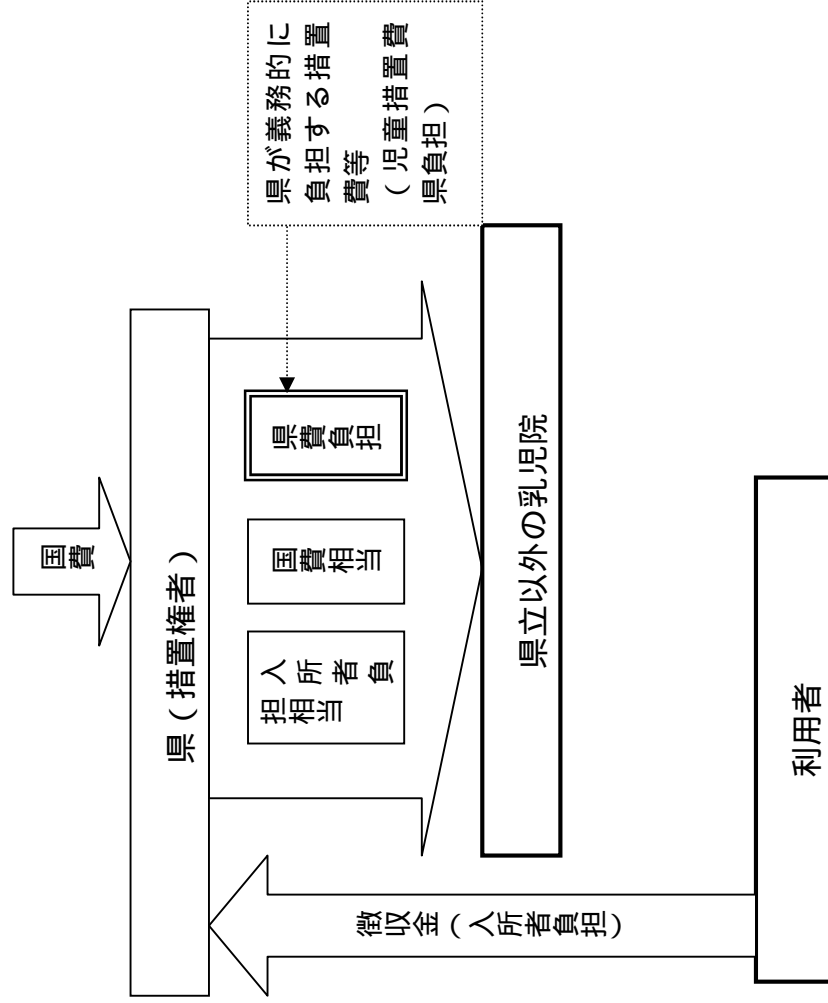 国費
県(措置権者)
県が義務的に
負担する措置
費等
(児童措置費
県負担)
入所者負
担相当
国費相当
県費負担
県立以外の乳児院
徴収金(入所者負担)
利用者